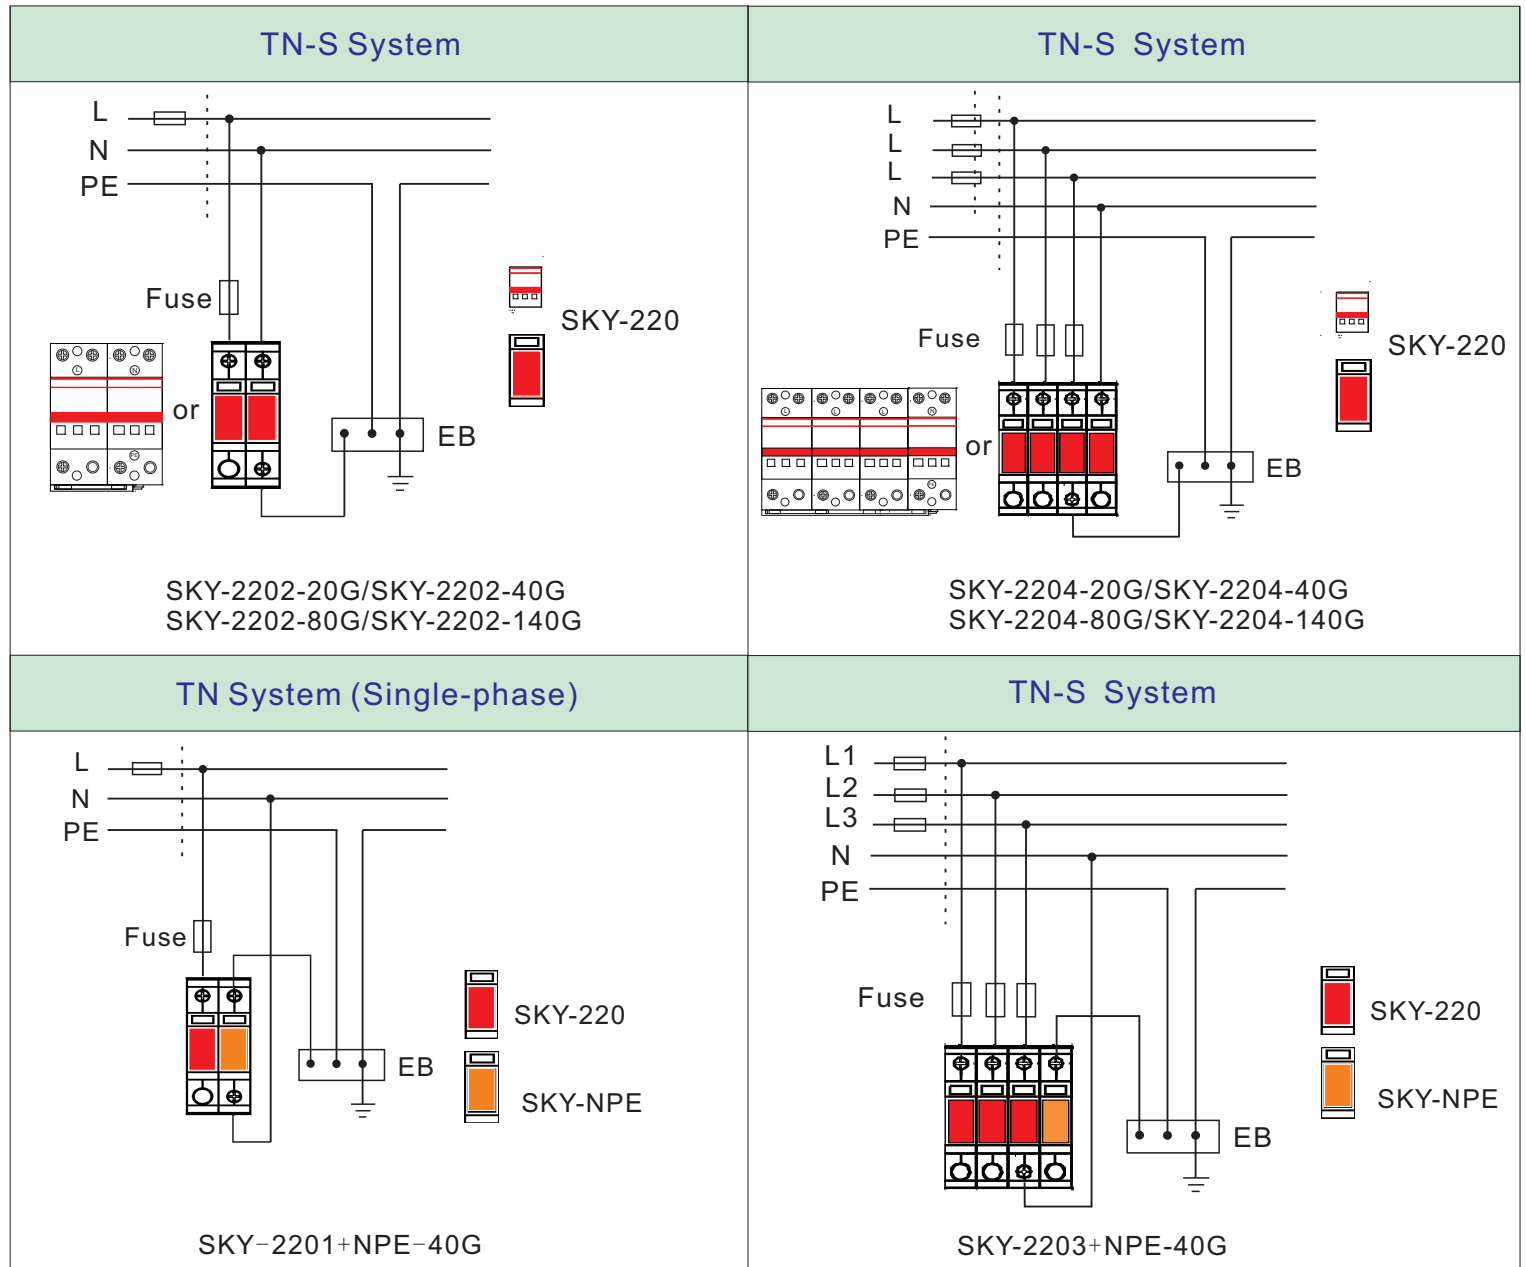 TN-S System
L
N
PE
Fuse
or
L
N
PE
EB
SKY-220
SKY-2202-20G/SKY-2202-40G
SKY-2202-80G/SKY-2202-140G
TN-S System
L
L
L
N
PE
Fuse
or
L
L
L
N
PE
EB
SKY-220
SKY-2204-20G/SKY-2204-40G
SKY-2204-80G/SKY-2204-140G
TN System (Single-phase)
L
N
PE
Fuse
EB
SKY-220
SKY-NPE
SKY-2201+NPE-40G
TN-S System
L1
L2
L3
N
PE
Fuse
EB
SKY-220
SKY-NPE
SKY-2203+NPE-40G